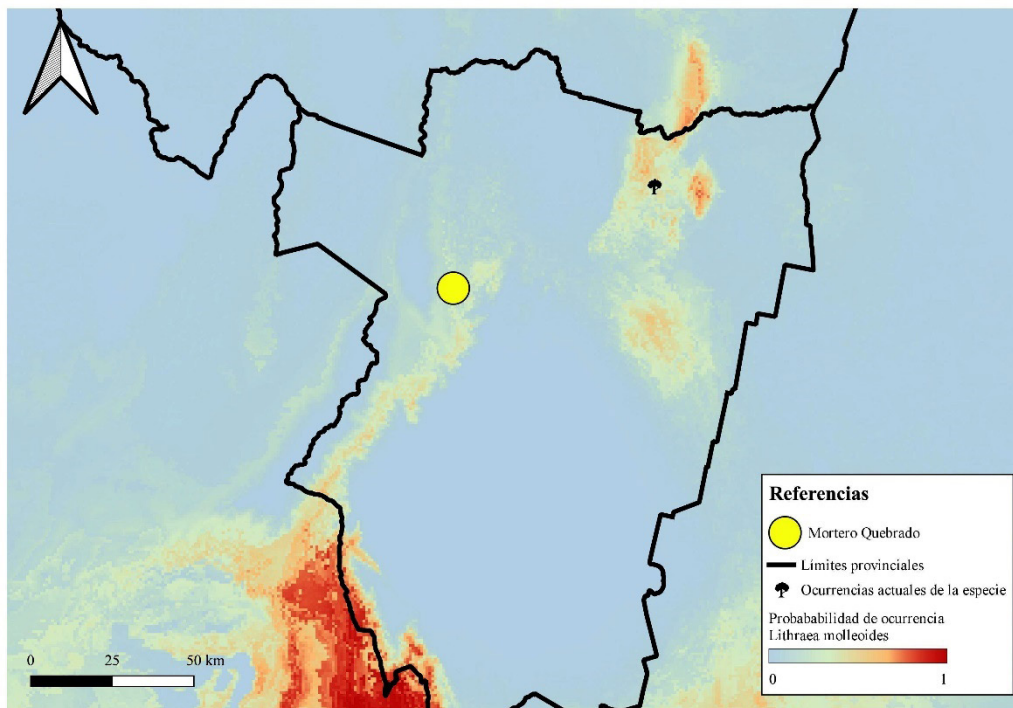 Referencias
Mortero Quebrado
Límites provinciales
Ocurrencias actuales de la especie
Probababilidad de ocurrencia
Lithraea molleoides
0 1
0 25 50 km